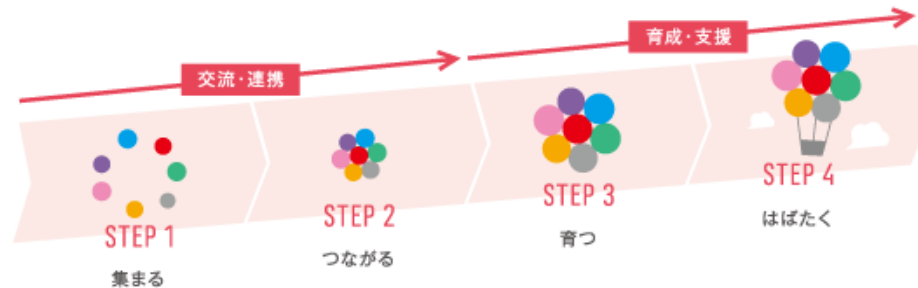 交流・連携
育成・支援
STEP 1
集まる
STEP 2
つながる
STEP 3
育つ
STEP 4
はばたく